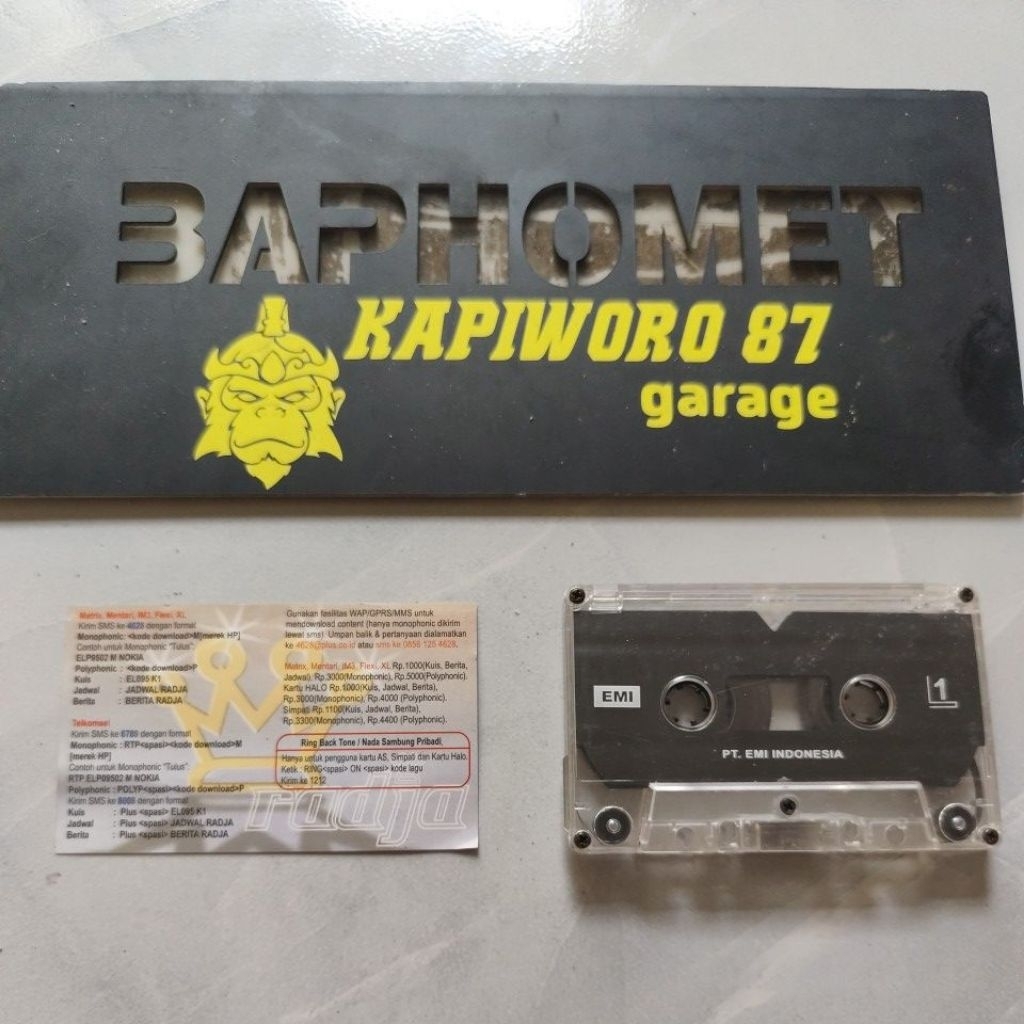 BAPHOMET
KAPIWORO 87
garage
Matrix, Mentari, IM3, Flexi, XL
Kirim SMS ke 4628 dengan format
Monophonic: <kode download>M[merek HP]
Contoh untuk Monophonic "Tulus":
ELP9502 M NOKIA
Polyphonic : <kode download>P
Kuis : EL095 K1
Jadwal : JADWAL RADJA
Berita : BERITA RADJA
Telkomsel
Kirim SMS ke 6789 dengan format
Monophonic : RTP<spasi><kode download>M
[merek HP]
Contoh untuk Monophonic "Tulus":
RTP ELP09502 M NOKIA
Polyphonic : POLYP<spasi><kode download>P
Kirim SMS ke 8008 dengan format
Kuis : Plus <spasi> EL095 K1
Jadwal : Plus <spasi> JADWAL RADJA
Berita : Plus <spasi> BERITA RADJA
Gunakan fasilitas WAP/GPRS/MMS untuk
mendownload content (hanya monophonic dikirim
lewat sms). Umpan balik & pertanyaan dialamatkan
ke 4628@plus.co.id atau sms ke 0856 125 4628.
Matrix, Mentari, IM3, Flexi, XL Rp.1000(Kuis, Berita,
Jadwal). Rp.3000(Monophonic), Rp.5000(Polyphonic).
Kartu HALO Rp.1000(Kuis, Jadwal, Berita),
Rp.3000(Monophonic), Rp.4000 (Polyphonic).
Simpati Rp.1100(Kuis, Jadwal, Berita),
Rp.3300(Monophonic), Rp.4400 (Polyphonic).
Ring Back Tone / Nada Sambung Pribadi
Hanya untuk pengguna kartu AS, Simpati dan Kartu Halo.
Ketik : RING<spasi> ON <spasi> kode lagu
Kirim ke 1212
radja
EMI
1
PT. EMI INDONESIA